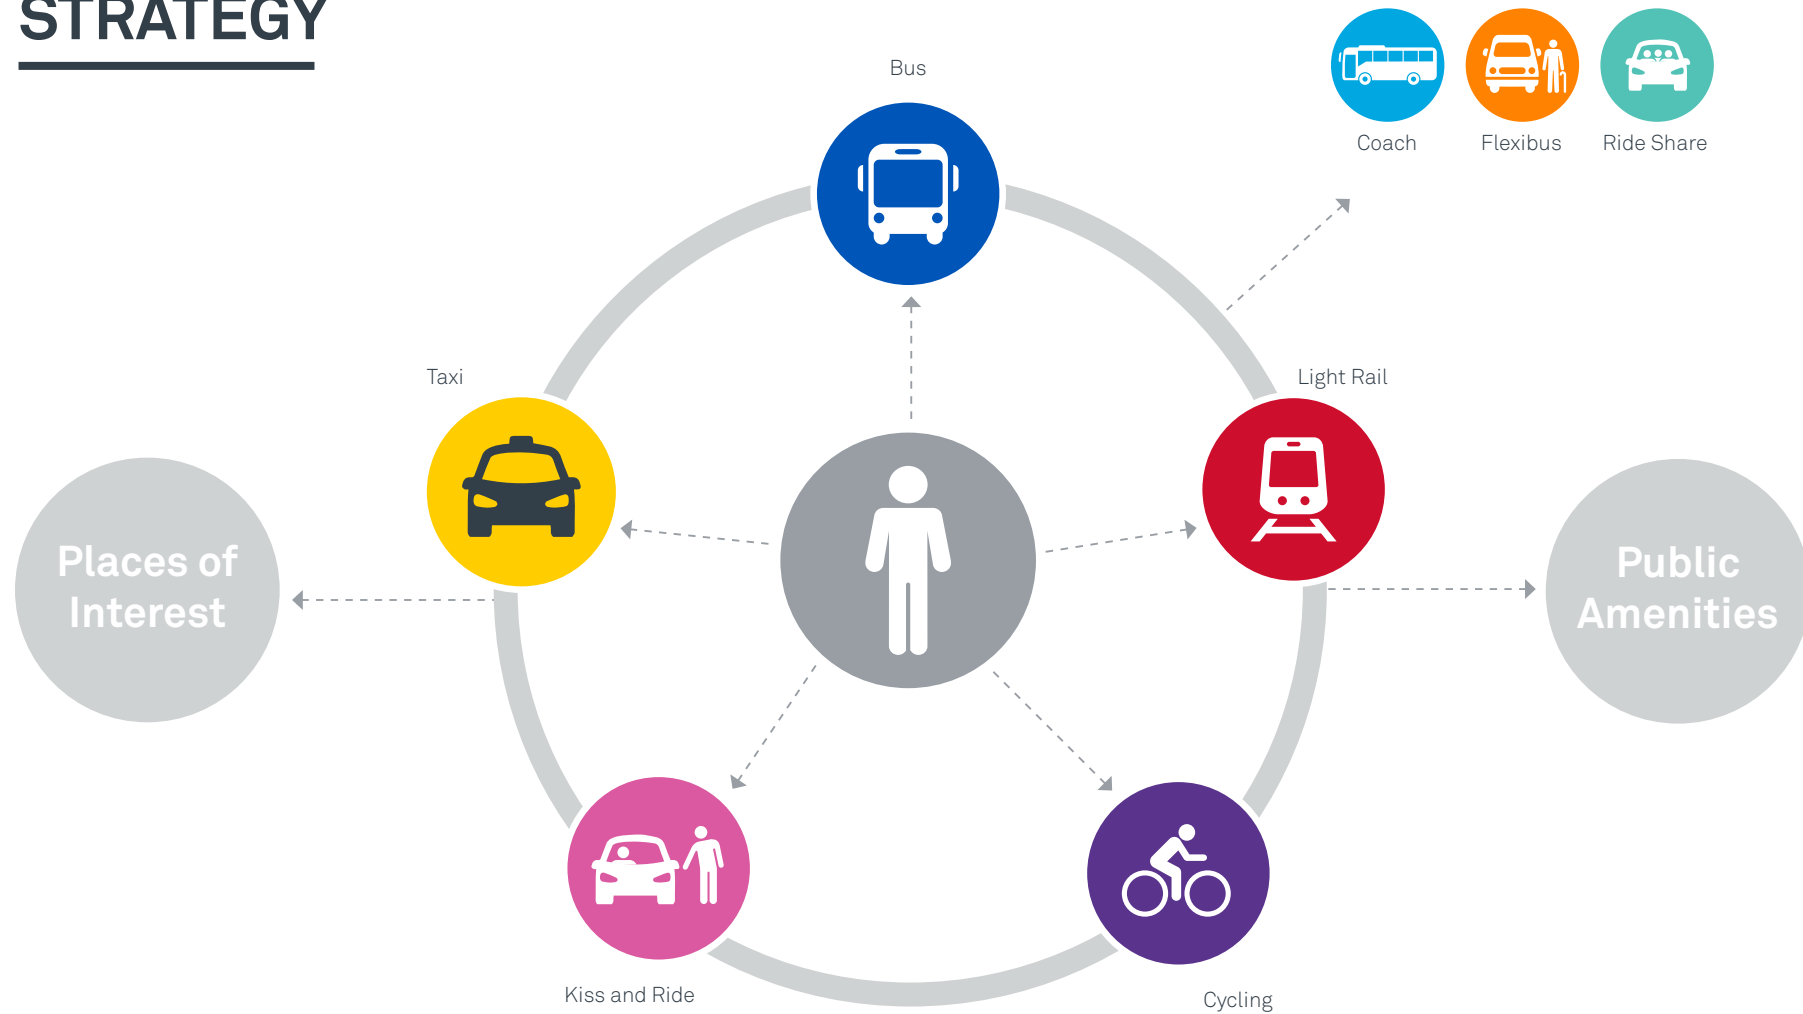 STRATEGY
Bus
Coach
Flexibus
Ride Share
Taxi
Light Rail
Places of
Interest
Public
Amenities
Kiss and Ride
Cycling